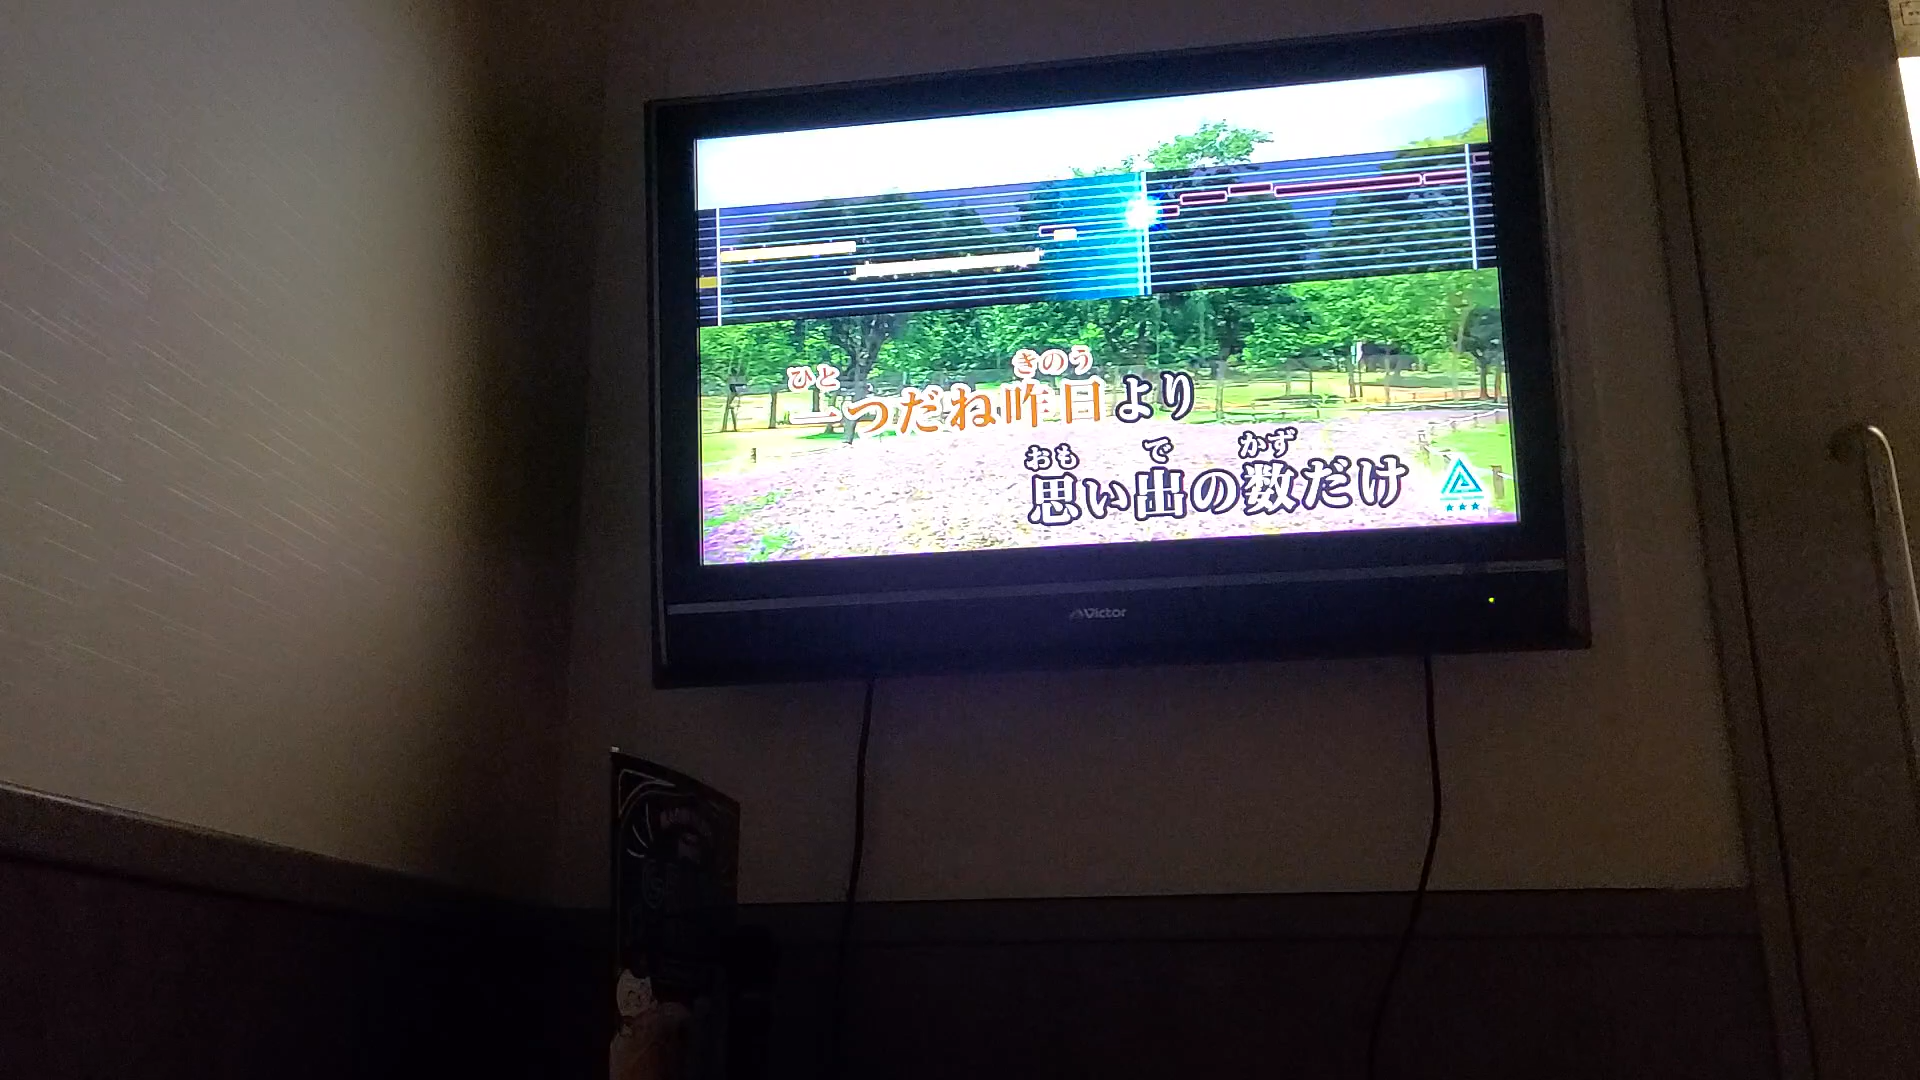 ひと きのう
一つだね昨日より
おも で かず
思い出の数だけ
Victor